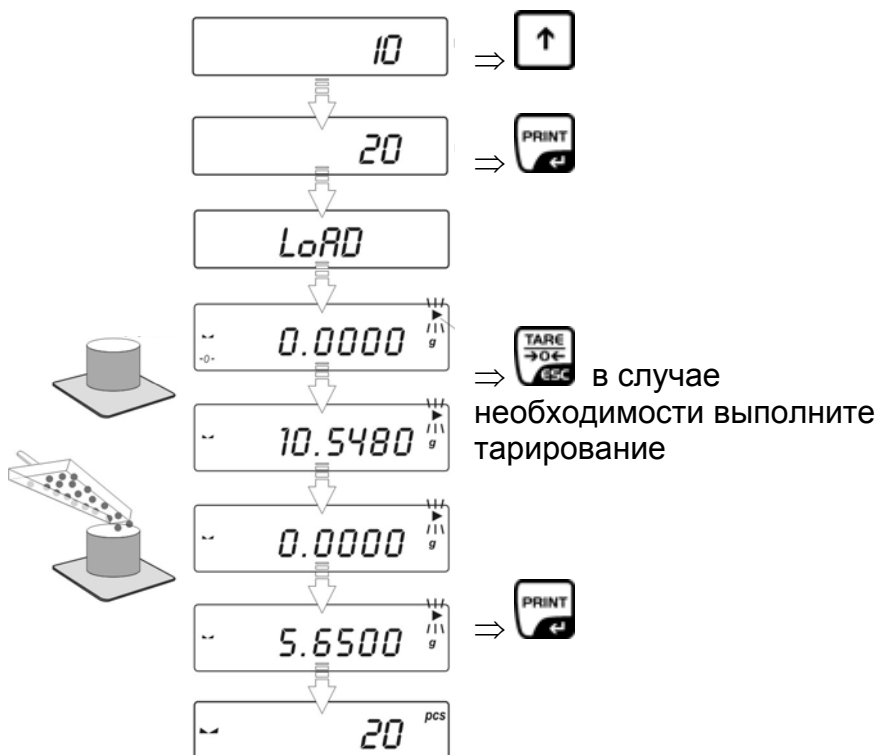 10
⇒ ↑
20
⇒ PRINT
LoAD
0.0000 g
→0←
⇒ TARE →0← ESC в случае
необходимости выполните
тарирование
10.5480 g
0.0000 g
5.6500 g
⇒ PRINT
20 pcs